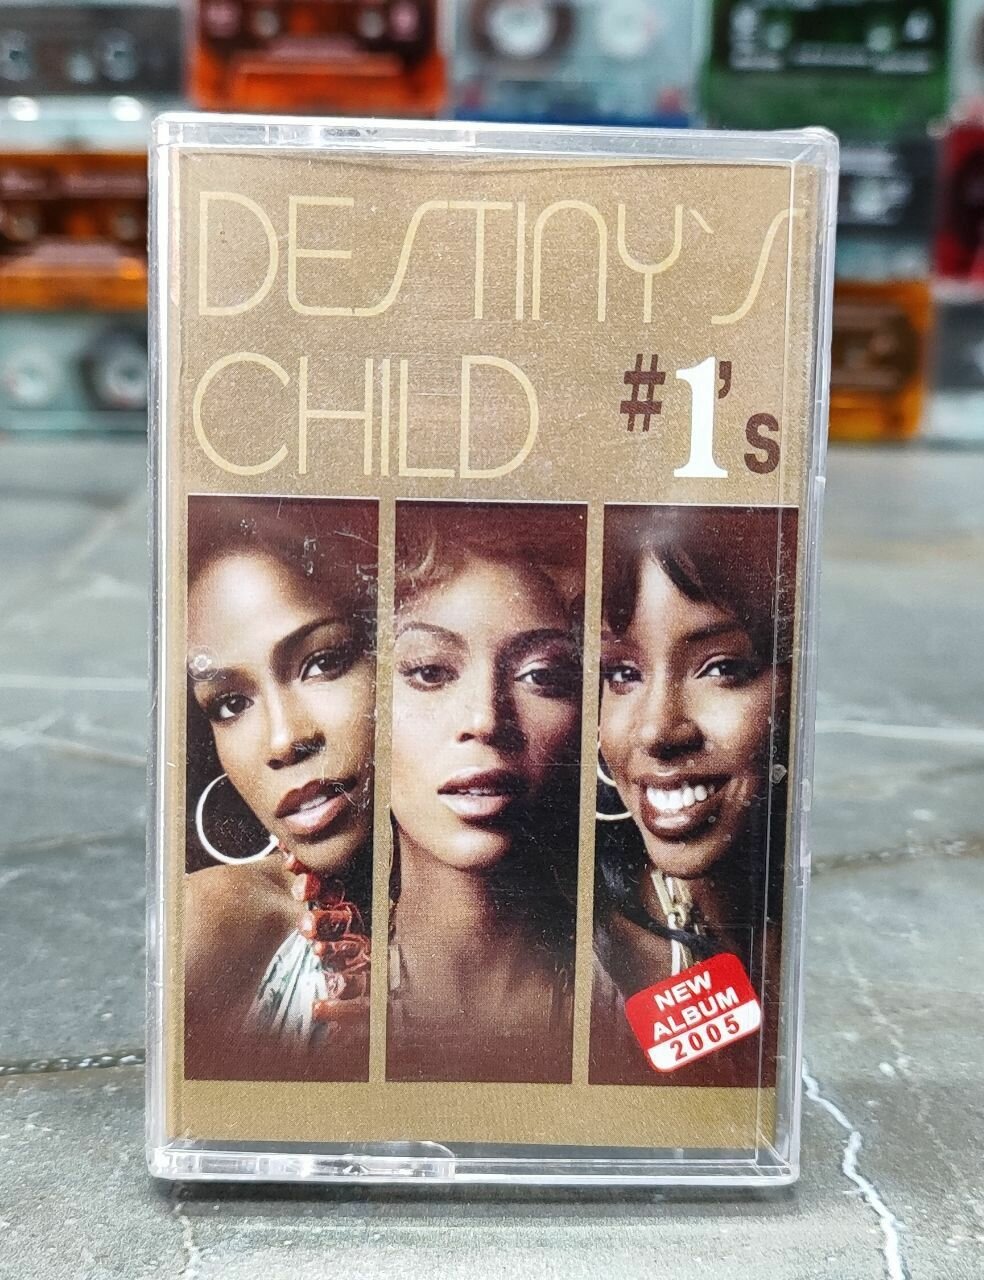 DESTINY`S
CHILD #1's
NEW
ALBUM
2005